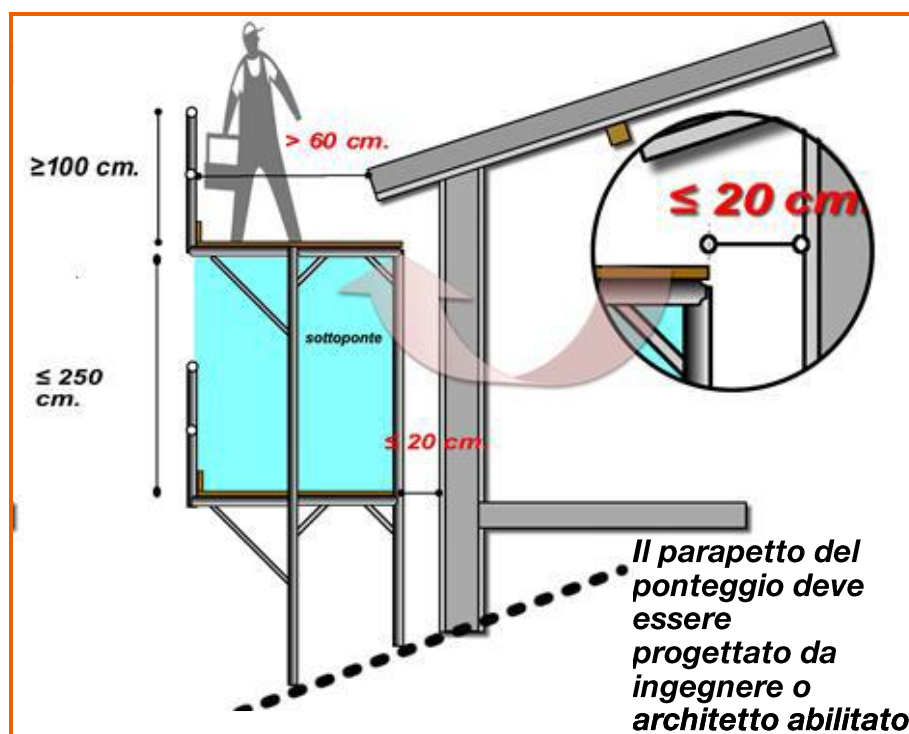 > 60 cm.
≥100 cm.
≤ 20 cm.
sottoponte
≤ 250
cm.
≤ 20 cm.
Il parapetto del
ponteggio deve
essere
progettato da
ingegnere o
architetto abilitato